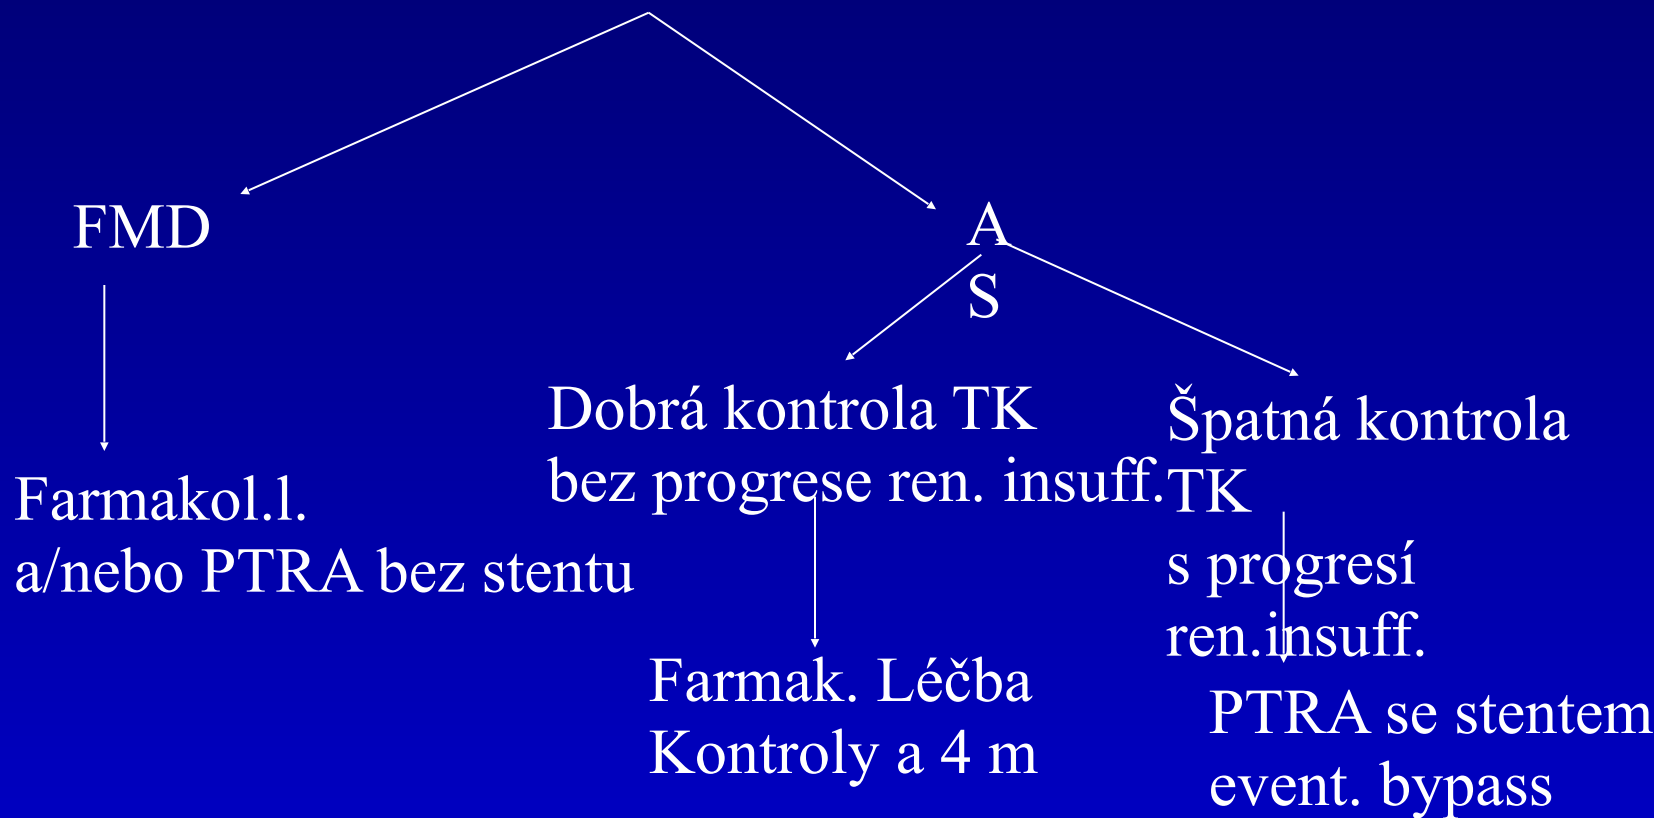 FMD
A
S
Dobrá kontrola TK
bez progrese ren. insuff.
Špatná kontrola
TK
s progresí
ren.insuff.
Farmakol.l.
a/nebo PTRA bez stentu
Farmak. Léčba
Kontroly a 4 m
PTRA se stentem
event. bypass